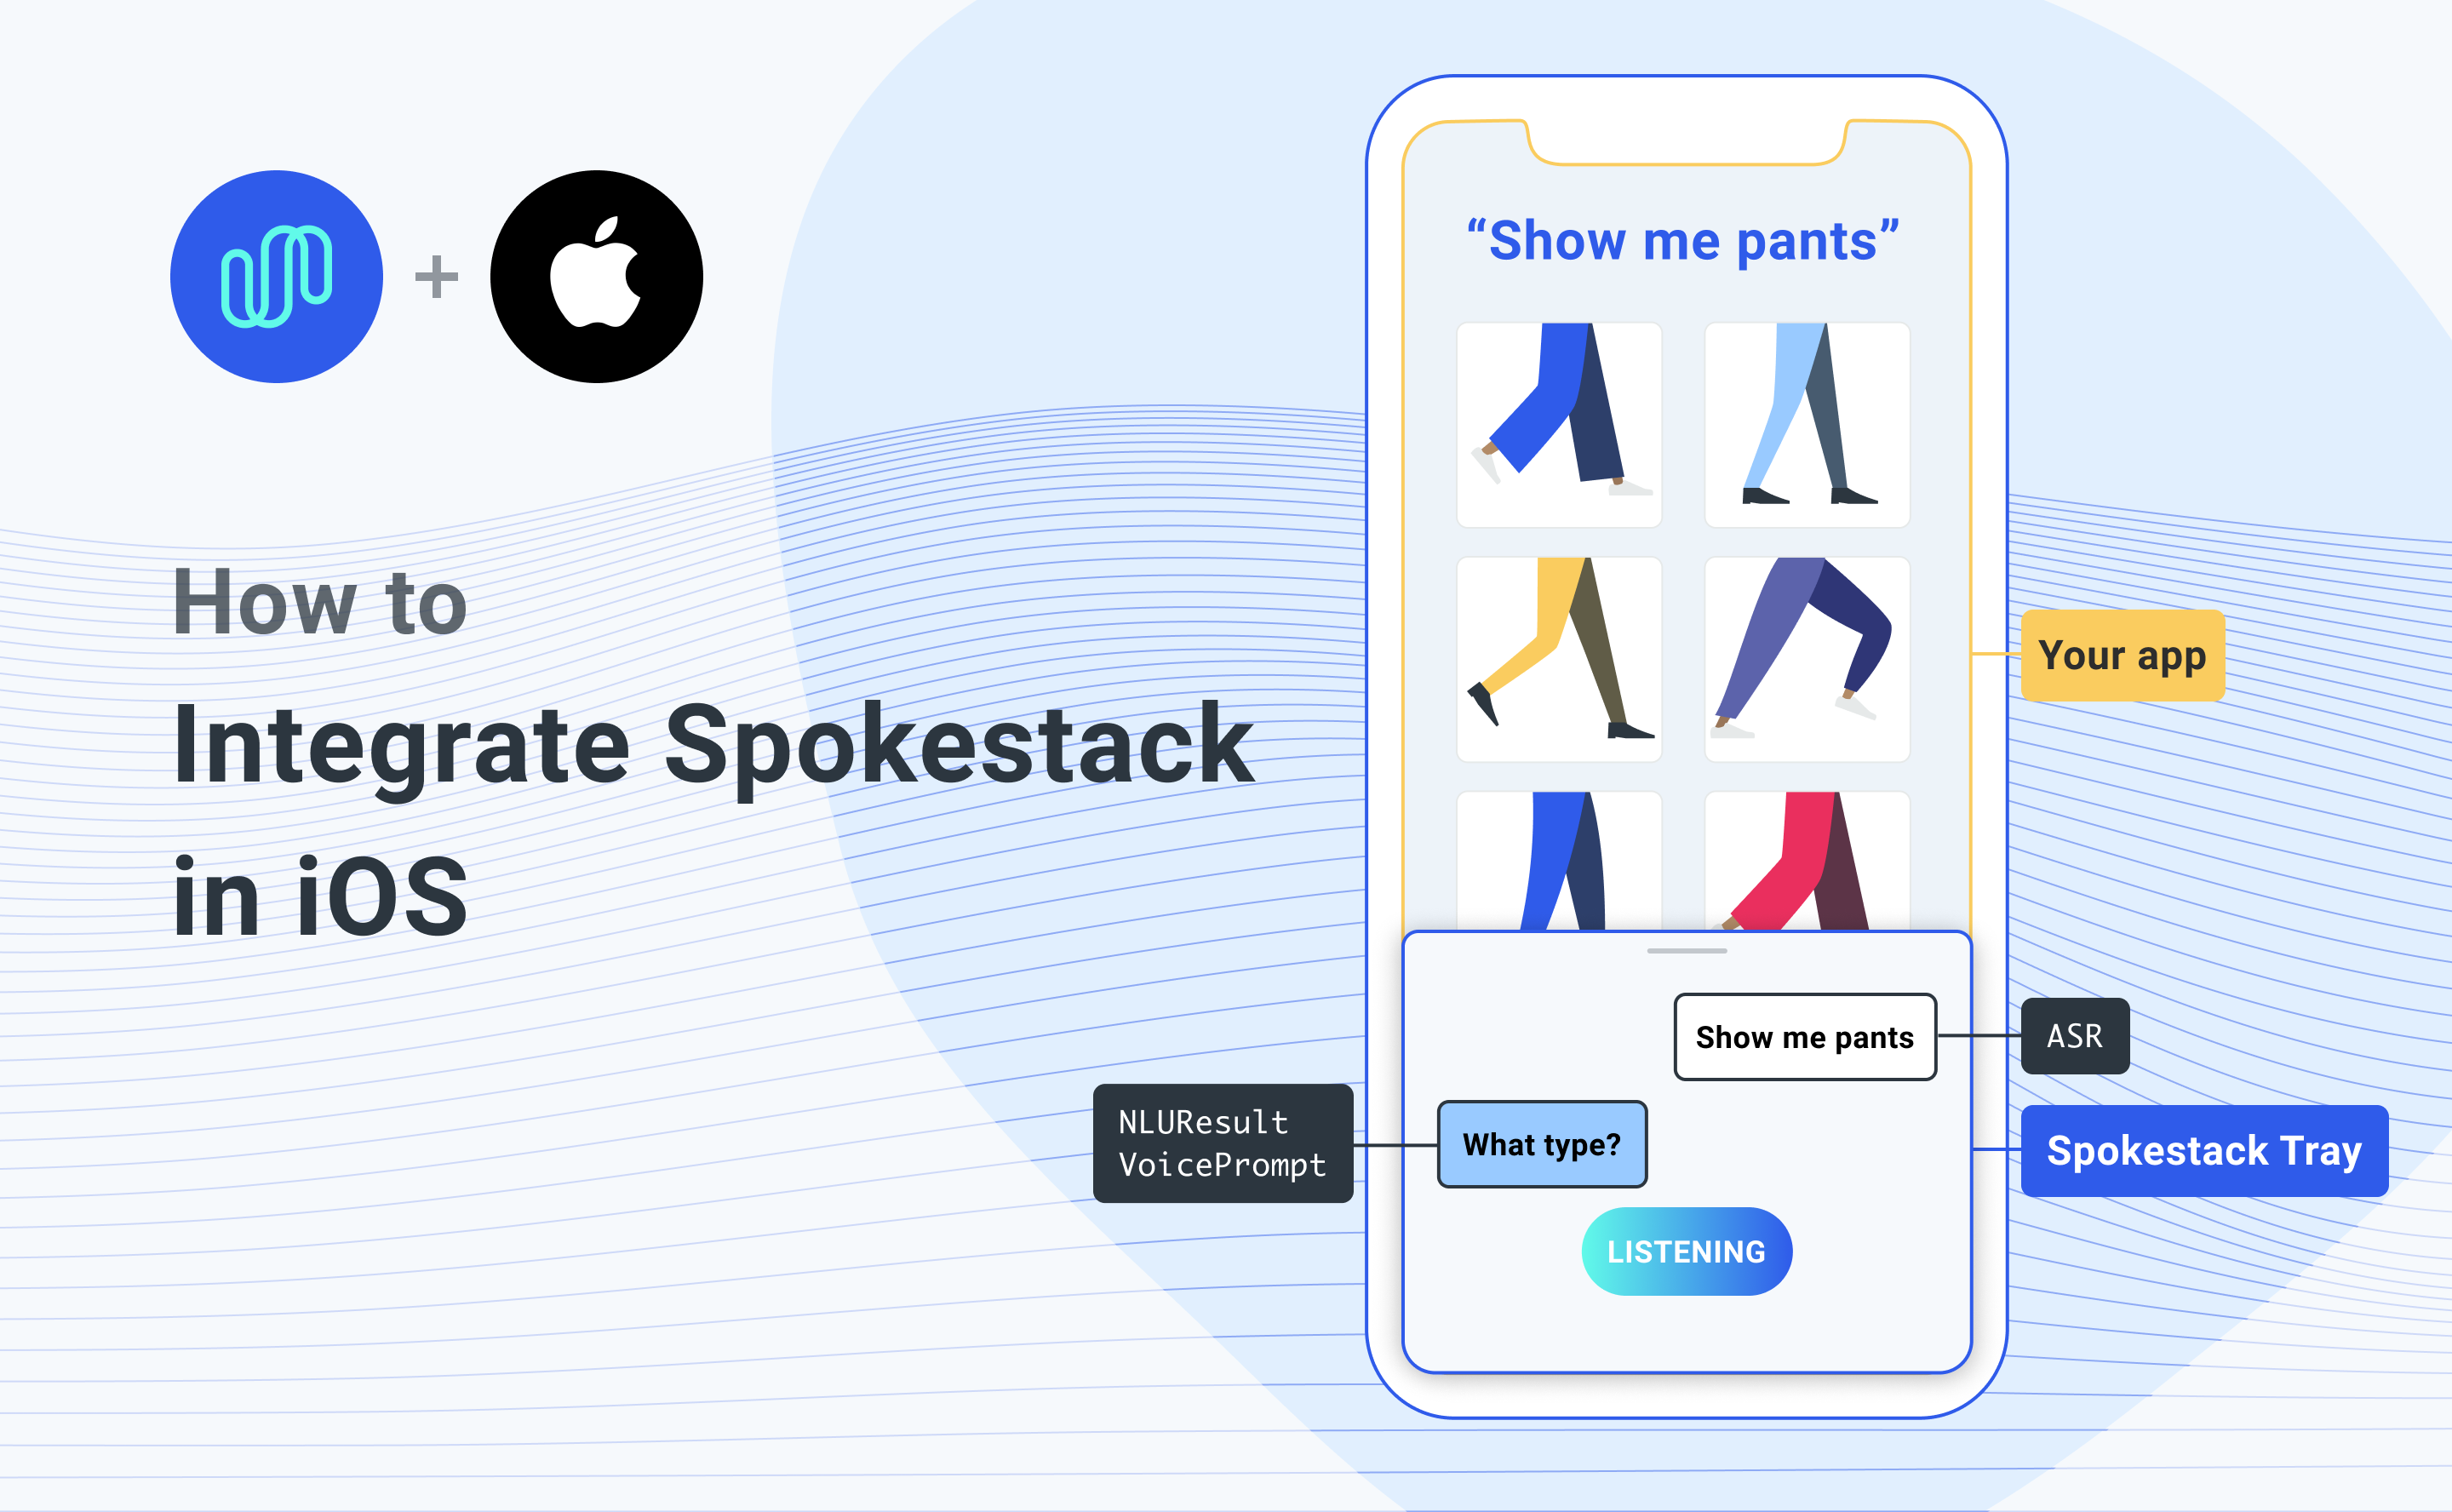 How to
Integrate Spokestack
in iOS
“Show me pants”
Your app
Show me pants
ASR
NLUResult
VoicePrompt
What type?
Spokestack Tray
LISTENING